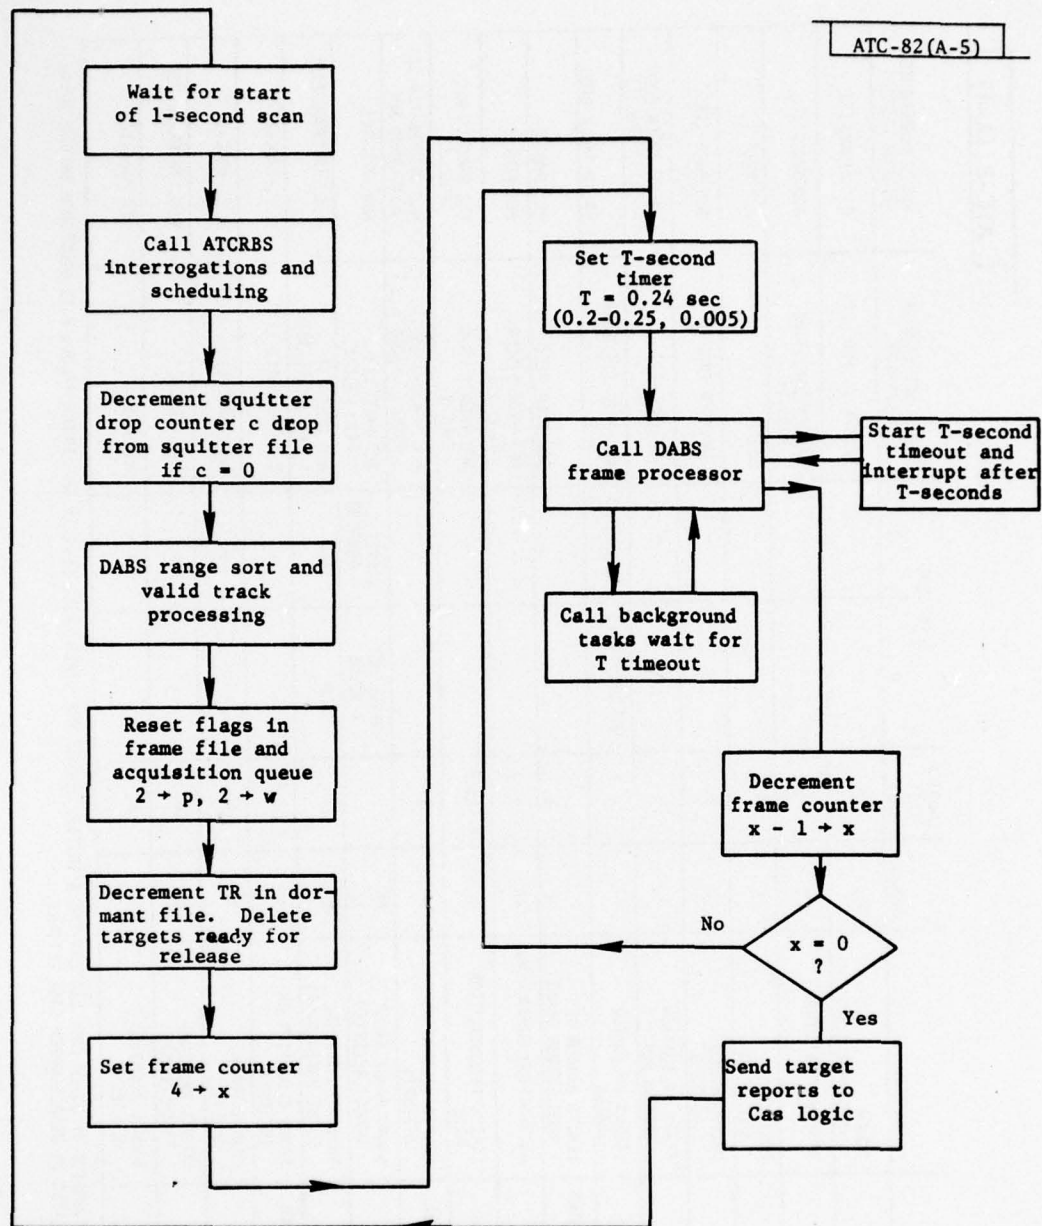 ATC-82(A-5)
Wait for start
of 1-second scan
Call ATCRBS
interrogations and
scheduling
Decrement squitter
drop counter c drop
from squitter file
if c = 0
DABS range sort and
valid track
processing
Reset flags in
frame file and
acquisition queue
2 → p, 2 → w
Decrement TR in dor-
mant file. Delete
targets ready for
release
Set frame counter
4 → x
Set T-second
timer
T = 0.24 sec
(0.2-0.25, 0.005)
Call DABS
frame processor
Start T-second
timeout and
interrupt after
T-seconds
Call background
tasks wait for
T timeout
Decrement
frame counter
x - 1 → x
No
x = 0
?
Yes
Send target
reports to
Cas logic